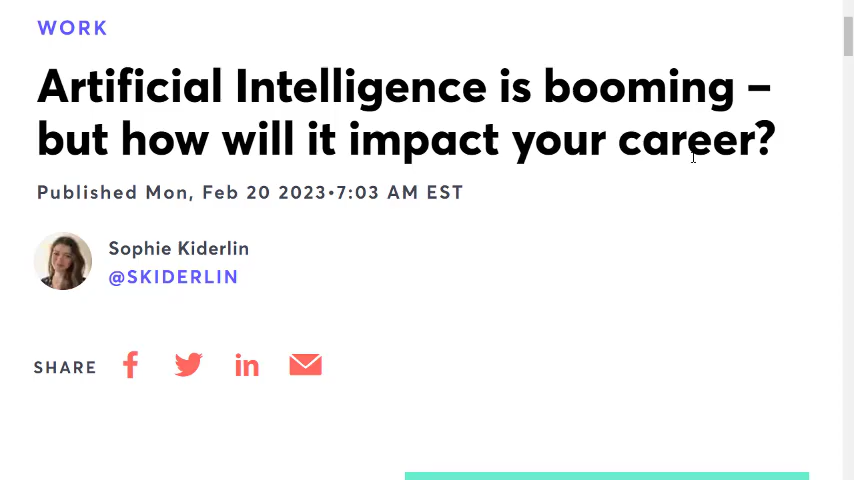 WORK
Artificial Intelligence is booming –
but how will it impact your career?
Published Mon, Feb 20 2023•7:03 AM EST
Sophie Kiderlin
@SKIDERLIN
SHARE